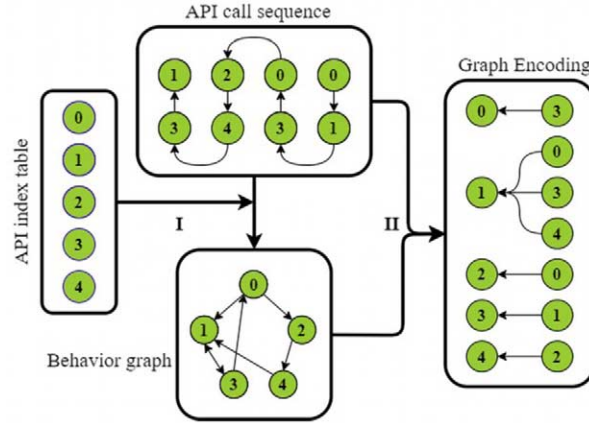 API call sequence
1 2 0 0
3 4 3 1
Graph Encoding
0 3
0
1 3
4
2 0
3 1
4 2
API index table
0
1
2
3
4
I
II
Behavior graph
0
1 2
3 4